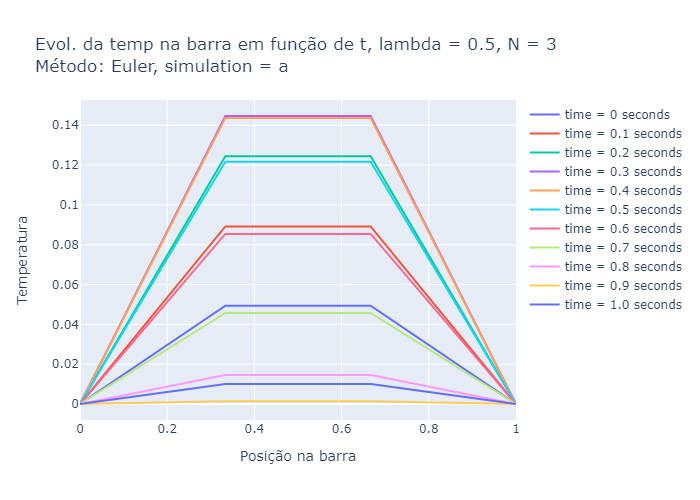 Evol. da temp na barra em função de t, lambda = 0.5, N = 3
Método: Euler, simulation = a
time = 0 seconds
time = 0.1 seconds
time = 0.2 seconds
time = 0.3 seconds
time = 0.4 seconds
time = 0.5 seconds
time = 0.6 seconds
time = 0.7 seconds
time = 0.8 seconds
time = 0.9 seconds
time = 1.0 seconds
0.14
0.12
0.1
0.08
0.06
0.04
0.02
0
Temperatura
0 0.2 0.4 0.6 0.8 1
Posição na barra